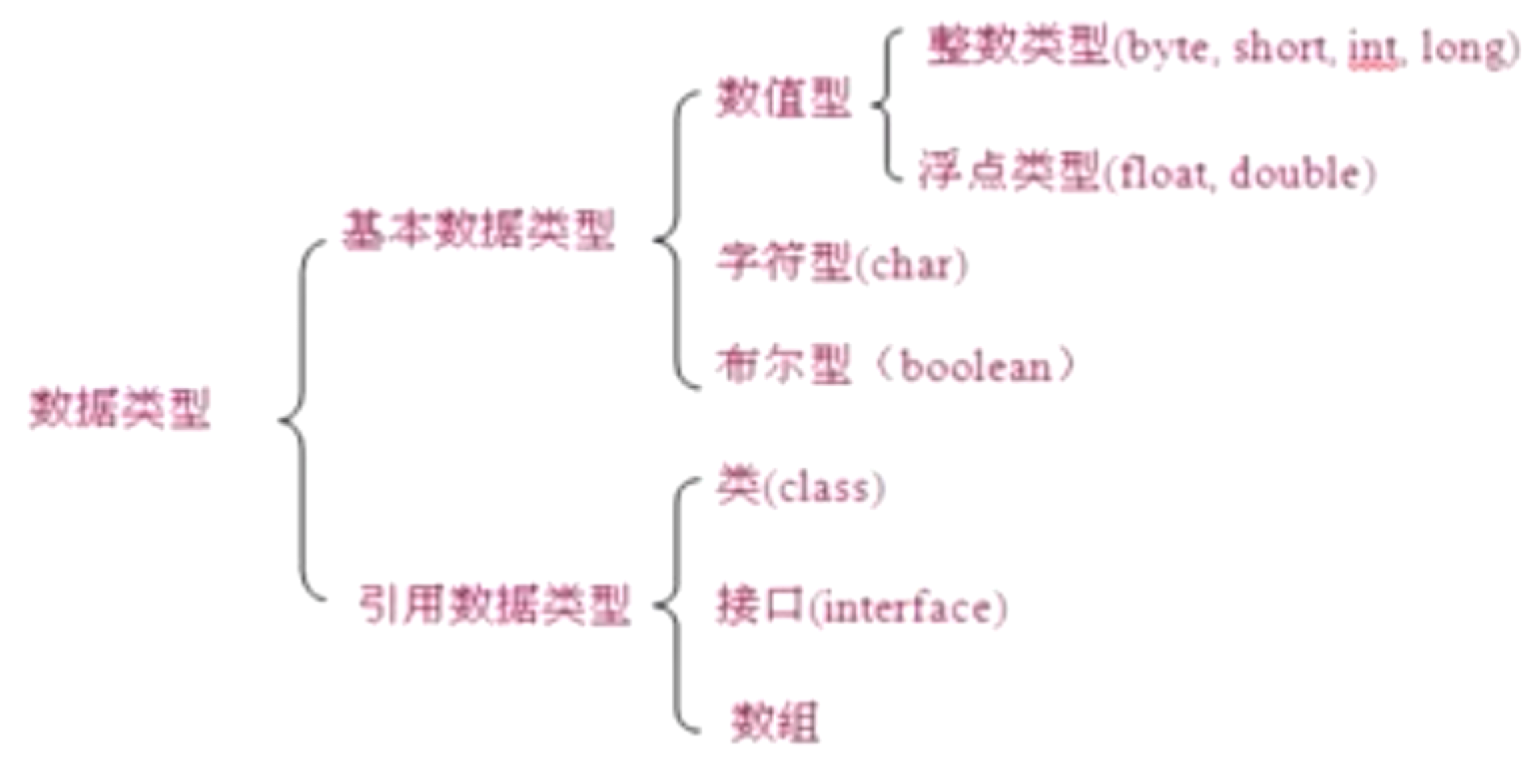 整数类型(byte, short, int, long)
数值型
浮点类型(float, double)
基本数据类型
字符型(char)
布尔型（boolean）
数据类型
类(class)
引用数据类型
接口(interface)
数组